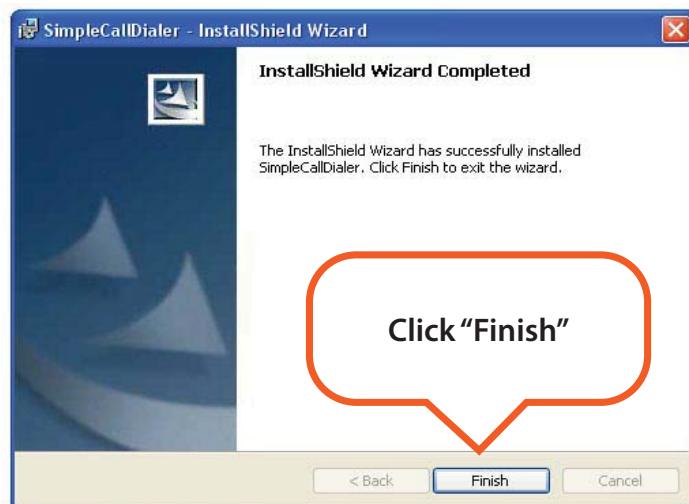 SimpleCallDialer - InstallShield Wizard
InstallShield Wizard Completed
The InstallShield Wizard has successfully installed
SimpleCallDialer. Click Finish to exit the wizard.
Click “Finish”
< Back
Finish
Cancel